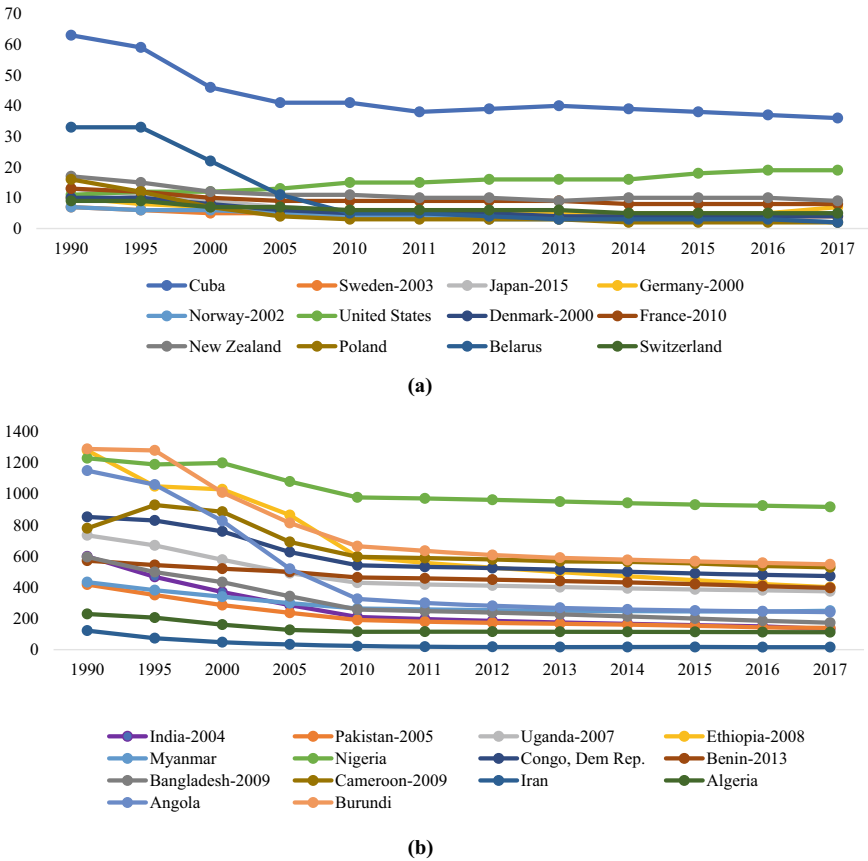 70
60
50
40
30
20
10
0
1990 1995 2000 2005 2010 2011 2012 2013 2014 2015 2016 2017
Cuba Sweden-2003 Japan-2015 Germany-2000
Norway-2002 United States Denmark-2000 France-2010
New Zealand Poland Belarus Switzerland
(a)
1400
1200
1000
800
600
400
200
0
1990 1995 2000 2005 2010 2011 2012 2013 2014 2015 2016 2017
India-2004 Pakistan-2005 Uganda-2007 Ethiopia-2008
Myanmar Nigeria Congo, Dem Rep. Benin-2013
Bangladesh-2009 Cameroon-2009 Iran Algeria
Angola Burundi
(b)